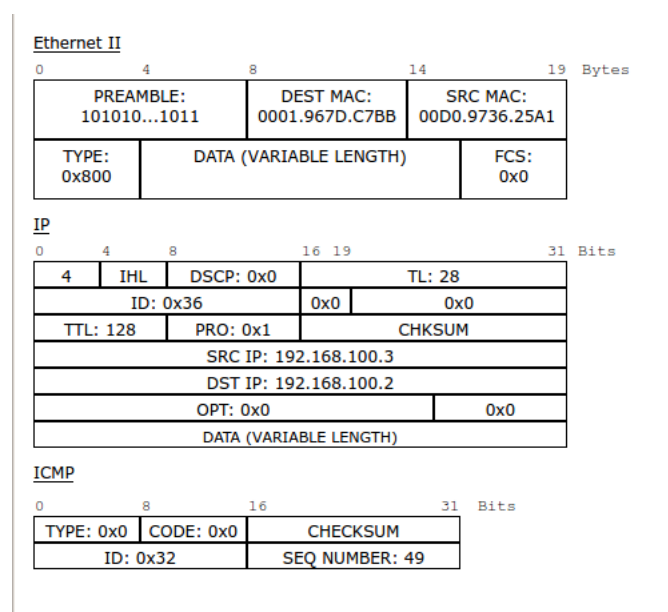 Ethernet II
0 4 8 14 19 Bytes
PREAMBLE: DEST MAC: SRC MAC:
101010...1011 0001.967D.C7BB 00D0.9736.25A1
TYPE: DATA (VARIABLE LENGTH) FCS:
0x800 0x0
IP
0 4 8 16 19 31 Bits
4 IHL DSCP: 0x0 TL: 28
ID: 0x36 0x0 0x0
TTL: 128 PRO: 0x1 CHKSUM
SRC IP: 192.168.100.3
DST IP: 192.168.100.2
OPT: 0x0 0x0
DATA (VARIABLE LENGTH)
ICMP
0 8 16 31 Bits
TYPE: 0x0 CODE: 0x0 CHECKSUM
ID: 0x32 SEQ NUMBER: 49